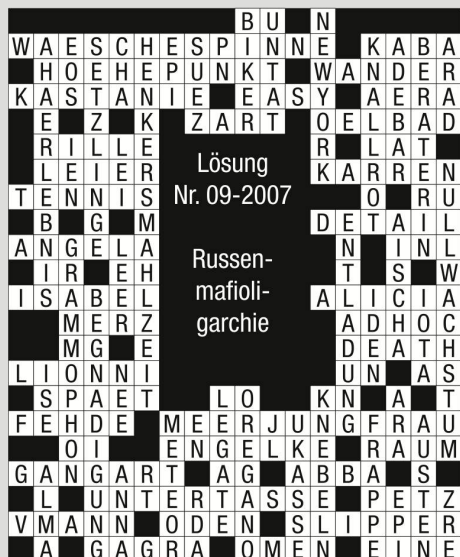 BU N
WAESCHESPINNE KABA
HOEHEPUNKT WANDER
KASTANIE EASY AERA
E Z K ZART OELBAD
RILLE R LAT
LEIER KARREN
TENNIS O RU
B G M DETAIL
ANGELA N INL
IR EH T S W
ISABEL ALICIA
MERZ ADHOC
MG E DEATH
LIONNI UN AS
SPAET LO KN A T
FEHDE MEERJUNGFRAU
OI ENGELKE RAUM
GANGART AG ABBA S
L UNTERTASSE PETZ
VMANN ODEN SLIPPER
A GAGRA OMEN EINE
Lösung
Nr. 09-2007
Russen-
mafioli-
garchie